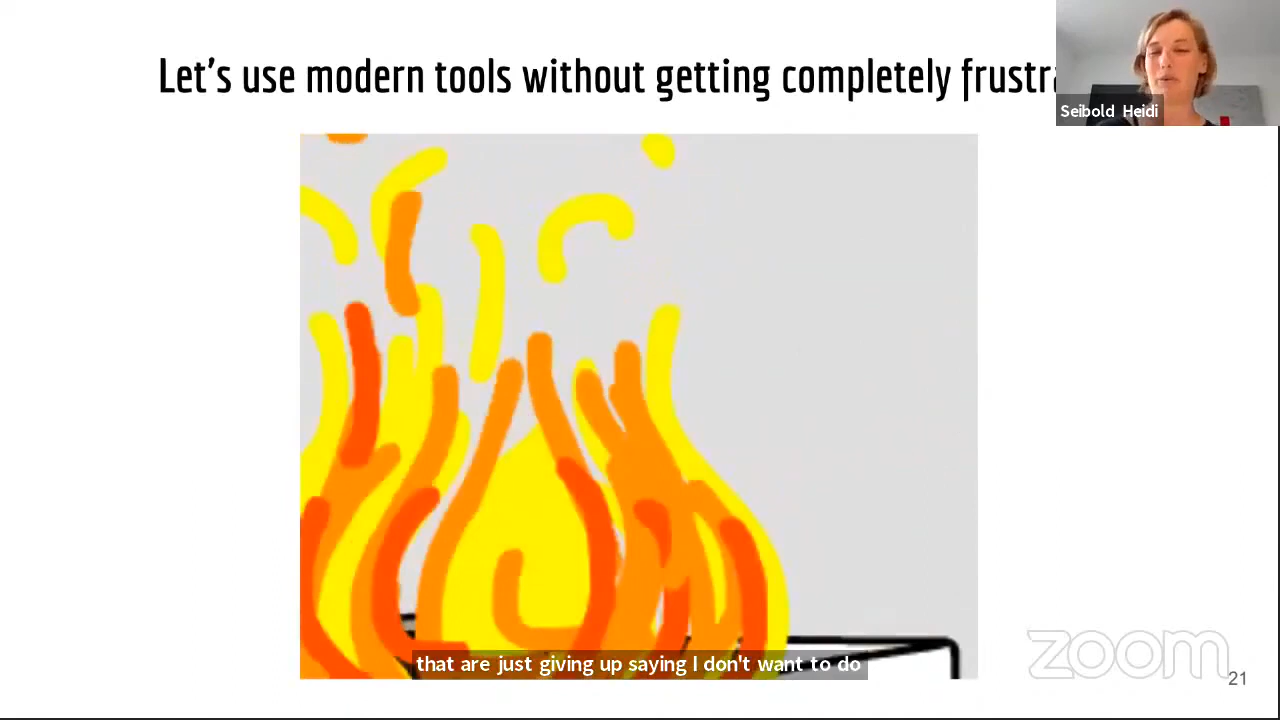 Let's use modern tools without getting completely frustra
Seibold Heidi
that are just giving up saying I don't want to do
zoom
21